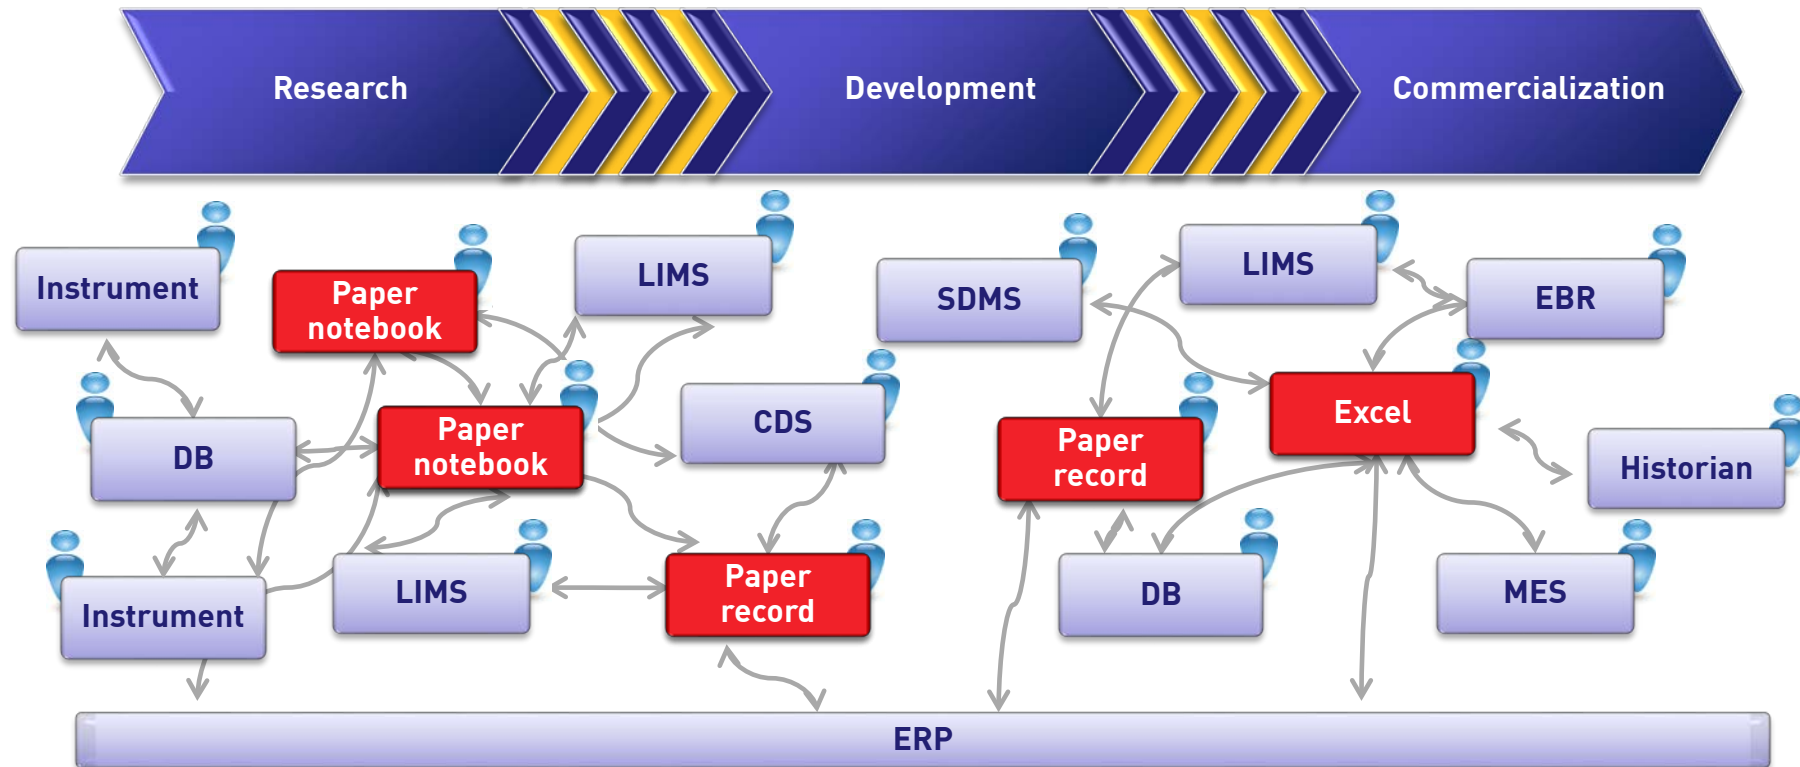 Research
Development
Commercialization
Instrument
Paper
notebook
LIMS
SDMS
LIMS
EBR
DB
Paper
notebook
CDS
Paper
record
Excel
Historian
Instrument
LIMS
Paper
record
DB
MES
ERP